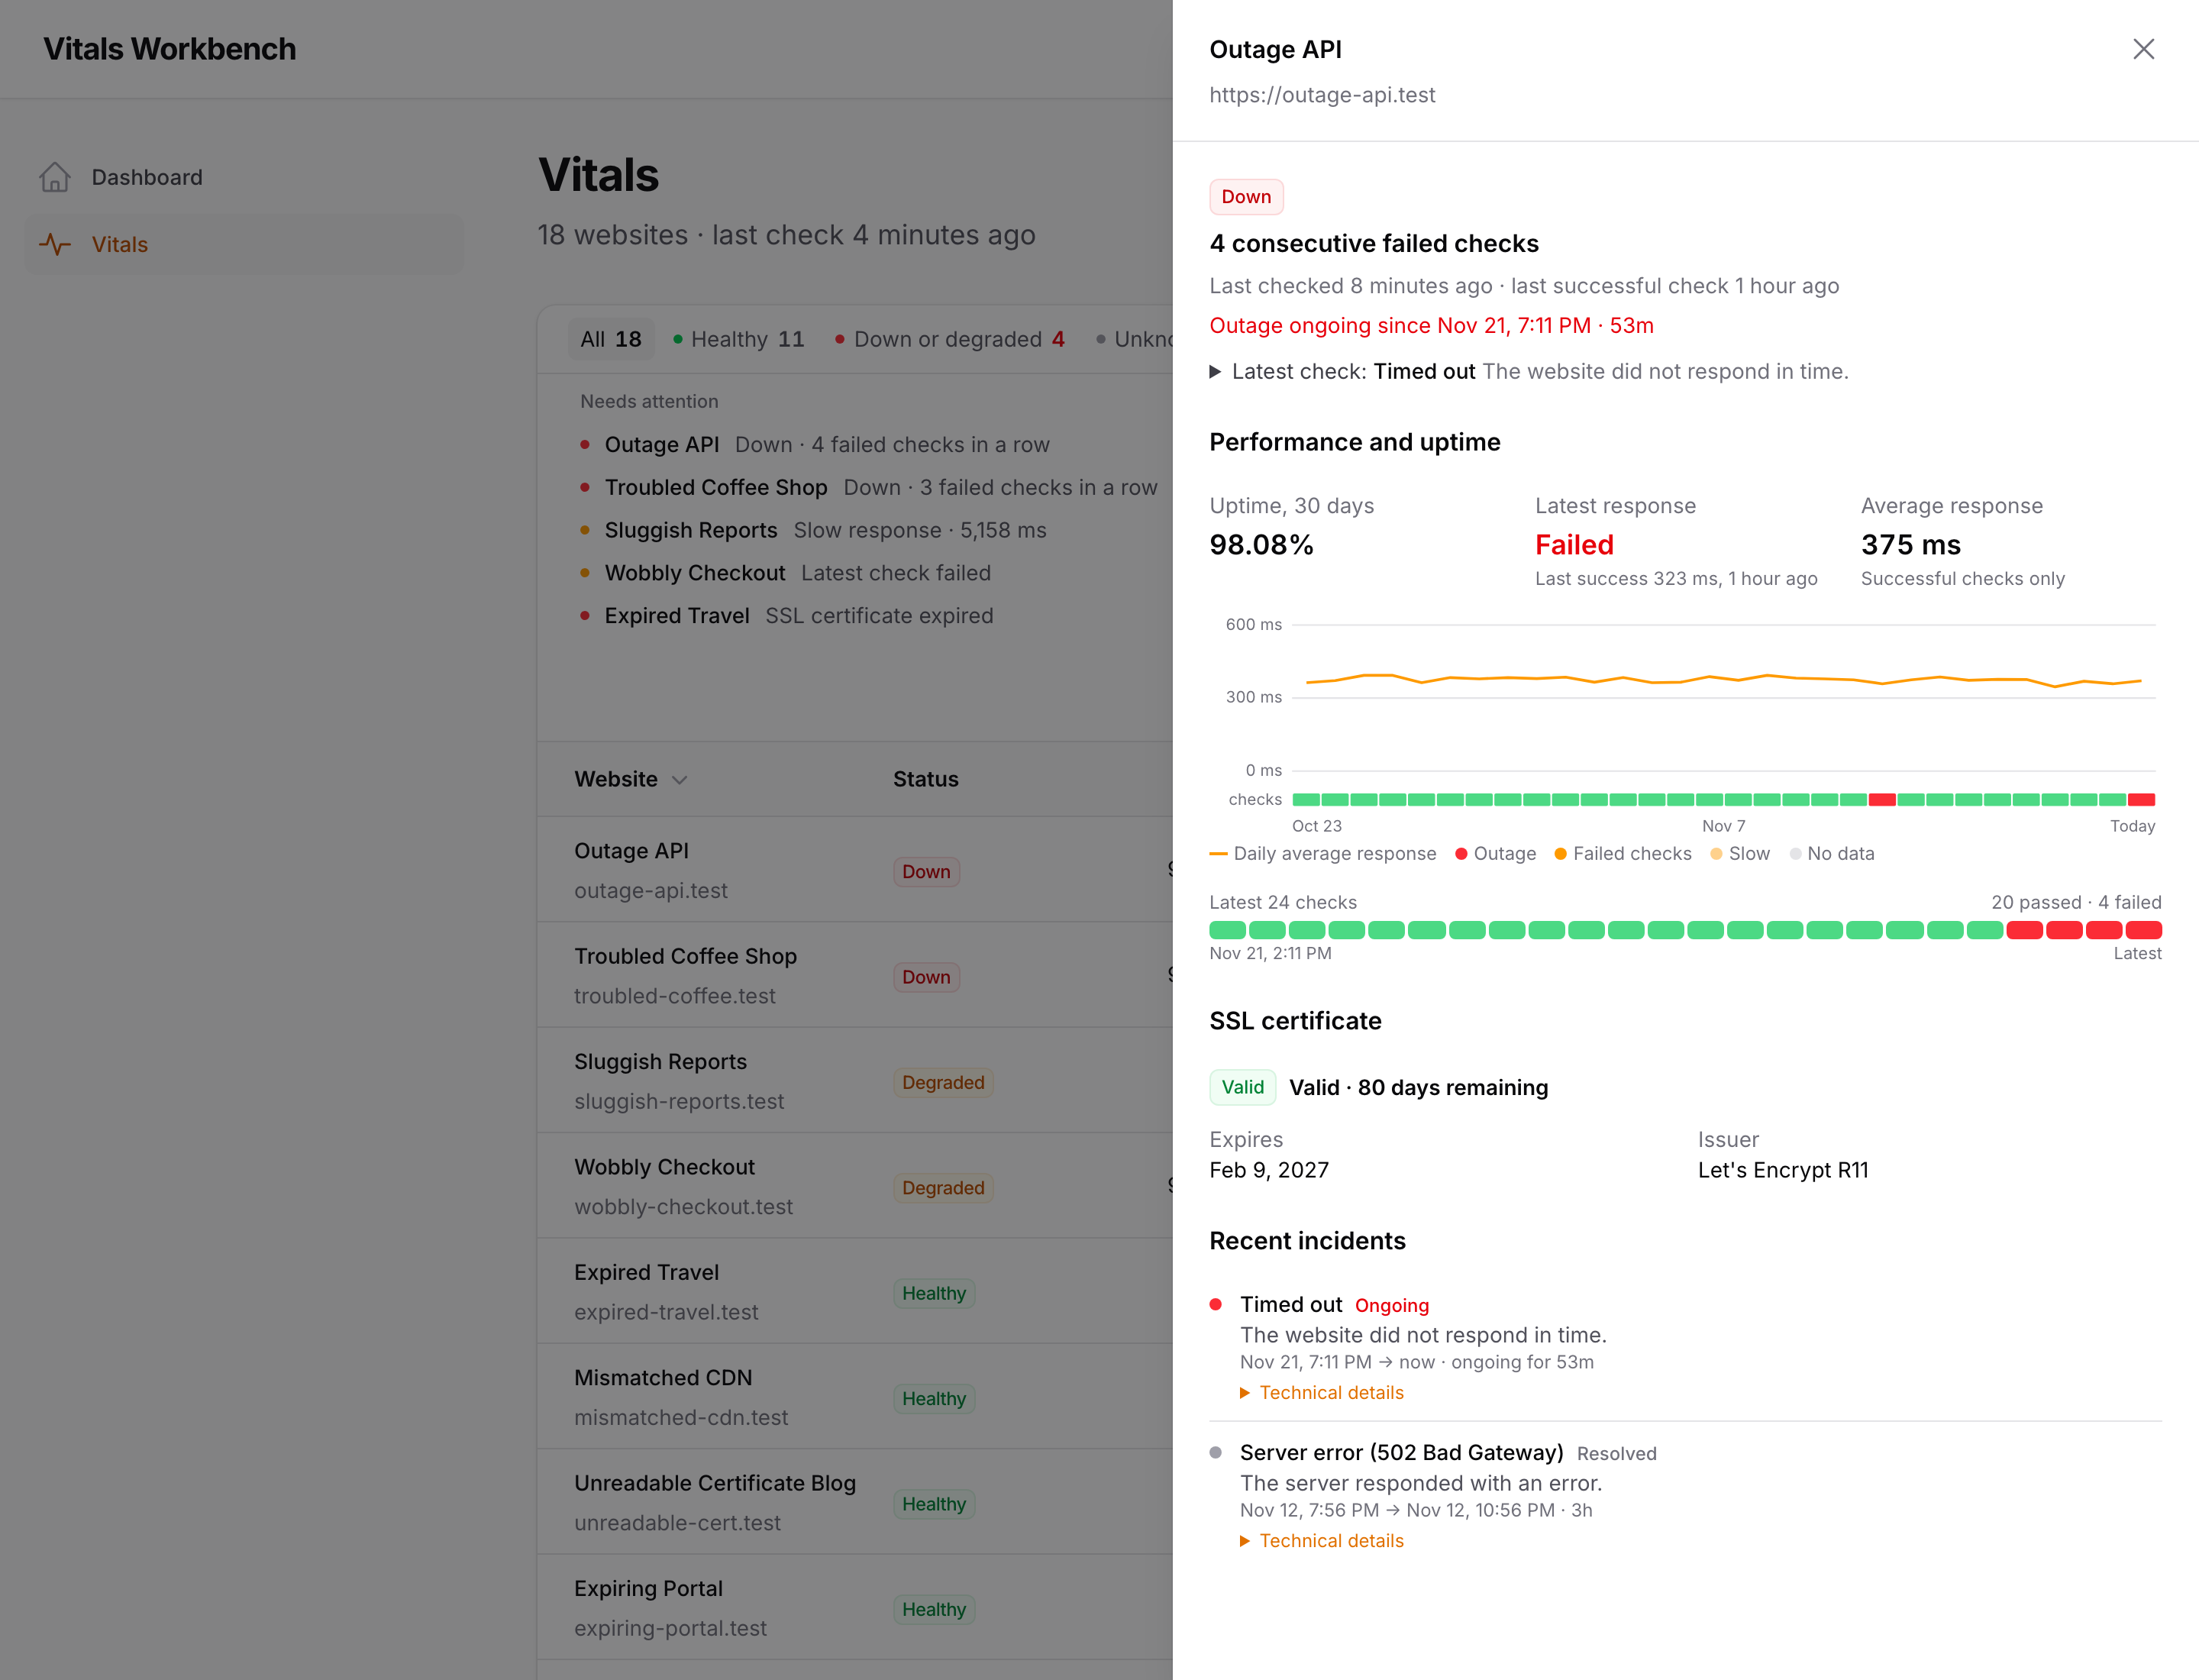 Vitals Workbench
Dashboard
Vitals
Vitals
18 websites · last check 4 minutes ago
All 18 Healthy 11 Down or degraded 4
Needs attention
Outage API Down · 4 failed checks in a row
Troubled Coffee Shop Down · 3 failed checks in a row
Sluggish Reports Slow response · 5,158 ms
Wobbly Checkout Latest check failed
Expired Travel SSL certificate expired
Website Status
Outage API
outage-api.test
Down
Troubled Coffee Shop
troubled-coffee.test
Down
Sluggish Reports
sluggish-reports.test
Degraded
Wobbly Checkout
wobbly-checkout.test
Degraded
Expired Travel
expired-travel.test
Healthy
Mismatched CDN
mismatched-cdn.test
Healthy
Unreadable Certificate Blog
unreadable-cert.test
Healthy
Expiring Portal
expiring-portal.test
Healthy
Outage API
https://outage-api.test
Down
4 consecutive failed checks
Last checked 8 minutes ago · last successful check 1 hour ago
Outage ongoing since Nov 21, 7:11 PM · 53m
Latest check: Timed out The website did not respond in time.
Performance and uptime
Uptime, 30 days
98.08%
Latest response
Failed
Last success 323 ms, 1 hour ago
Average response
375 ms
Successful checks only
600 ms
300 ms
0 ms
checks
Oct 23 Nov 7 Today
Daily average response Outage Failed checks Slow No data
Latest 24 checks 20 passed · 4 failed
Nov 21, 2:11 PM Latest
SSL certificate
Valid Valid · 80 days remaining
Expires
Feb 9, 2027
Issuer
Let's Encrypt R11
Recent incidents
Timed out Ongoing
The website did not respond in time.
Nov 21, 7:11 PM → now · ongoing for 53m
Technical details
Server error (502 Bad Gateway) Resolved
The server responded with an error.
Nov 12, 7:56 PM → Nov 12, 10:56 PM · 3h
Technical details